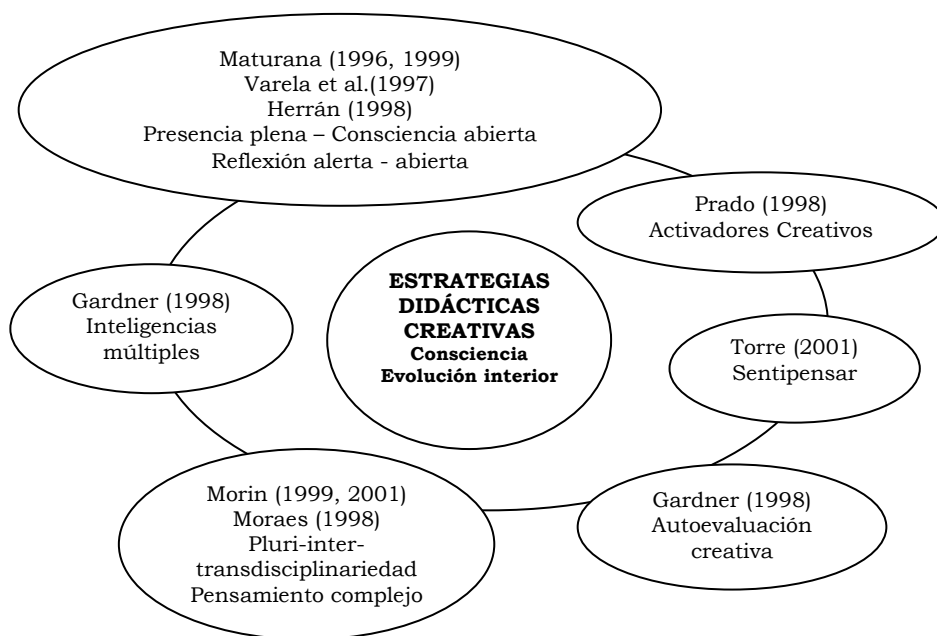 Maturana (1996, 1999)
Varela et al.(1997)
Herrán (1998)
Presencia plena – Consciencia abierta
Reflexión alerta - abierta
Prado (1998)
Activadores Creativos
ESTRATEGIAS
DIDÁCTICAS
CREATIVAS
Consciencia
Evolución interior
Gardner (1998)
Inteligencias
múltiples
Torre (2001)
Sentipensar
Morin (1999, 2001)
Moraes (1998)
Pluri-inter-
transdisciplinariedad
Pensamiento complejo
Gardner (1998)
Autoevaluación
creativa